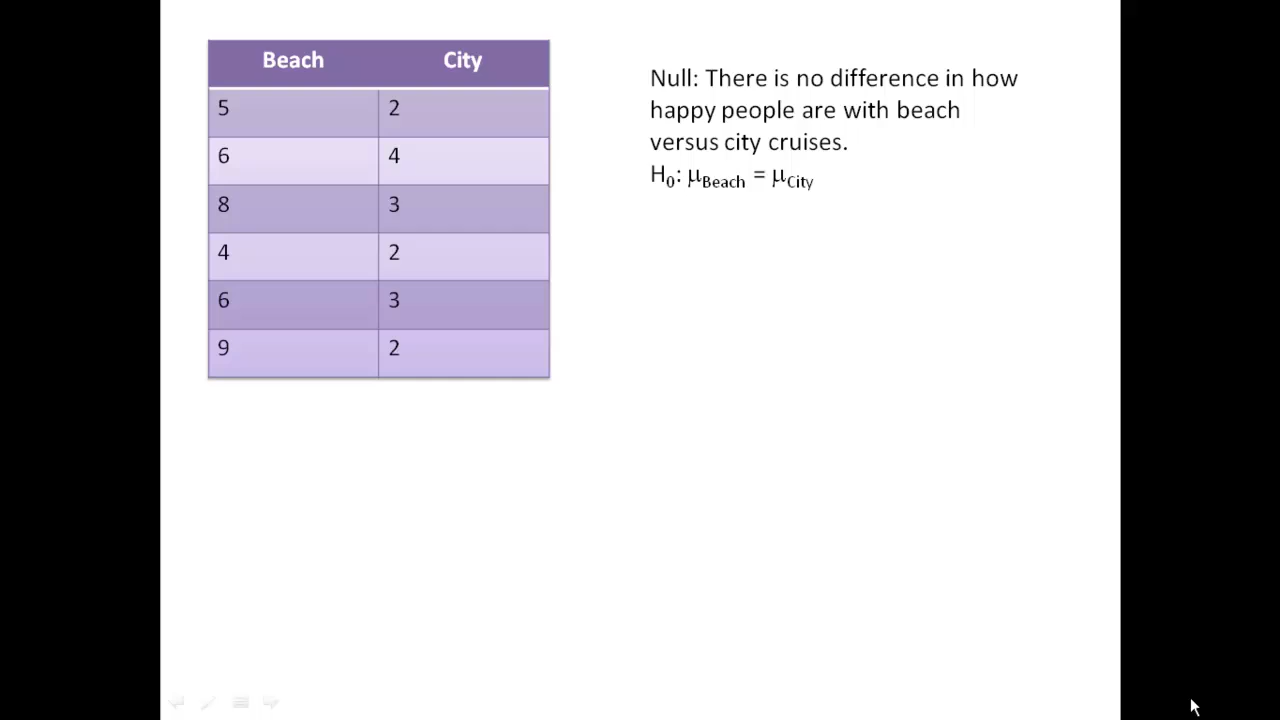 Beach City
5 2
6 4
8 3
4 2
6 3
9 2
Null: There is no difference in how
happy people are with beach
versus city cruises.
H₀: μBeach = μCity